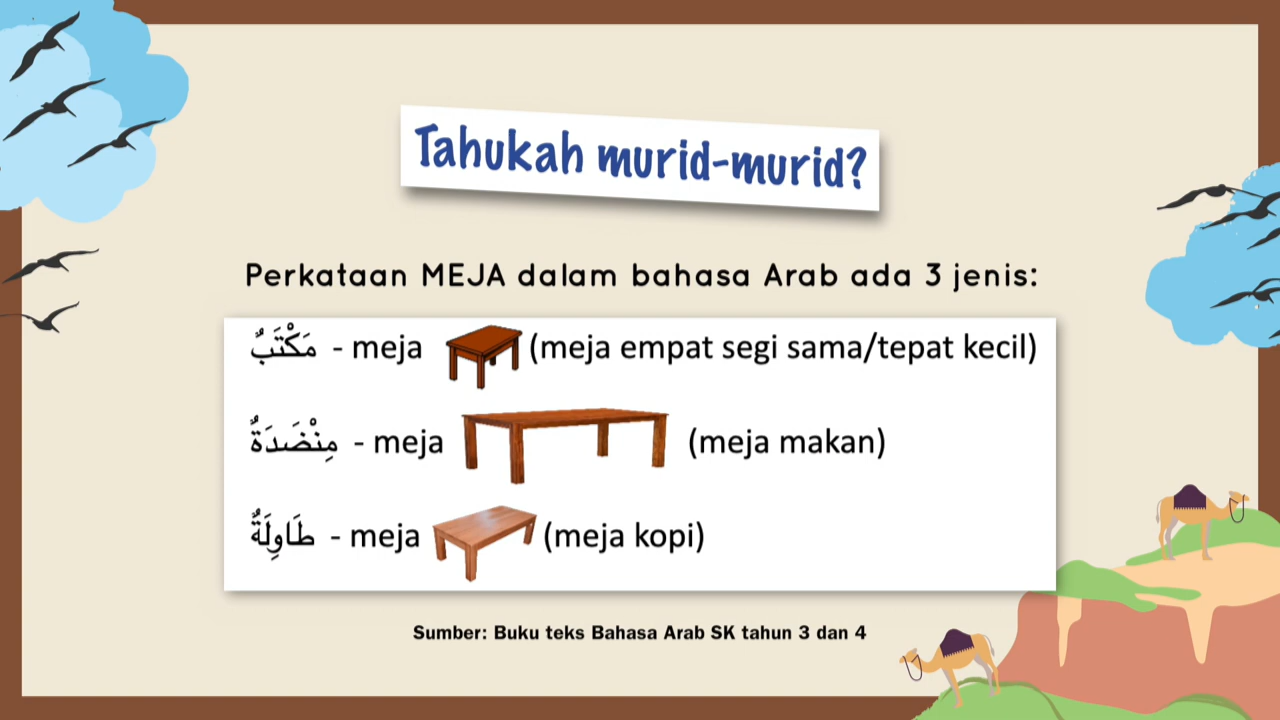 Tahukah murid-murid?
Perkataan MEJA dalam bahasa Arab ada 3 jenis:
مَكْتَبٌ - meja (meja empat segi sama/tepat kecil)
مِنْضَدَةٌ - meja (meja makan)
طَاوِلَةٌ - meja (meja kopi)
Sumber: Buku teks Bahasa Arab SK tahun 3 dan 4